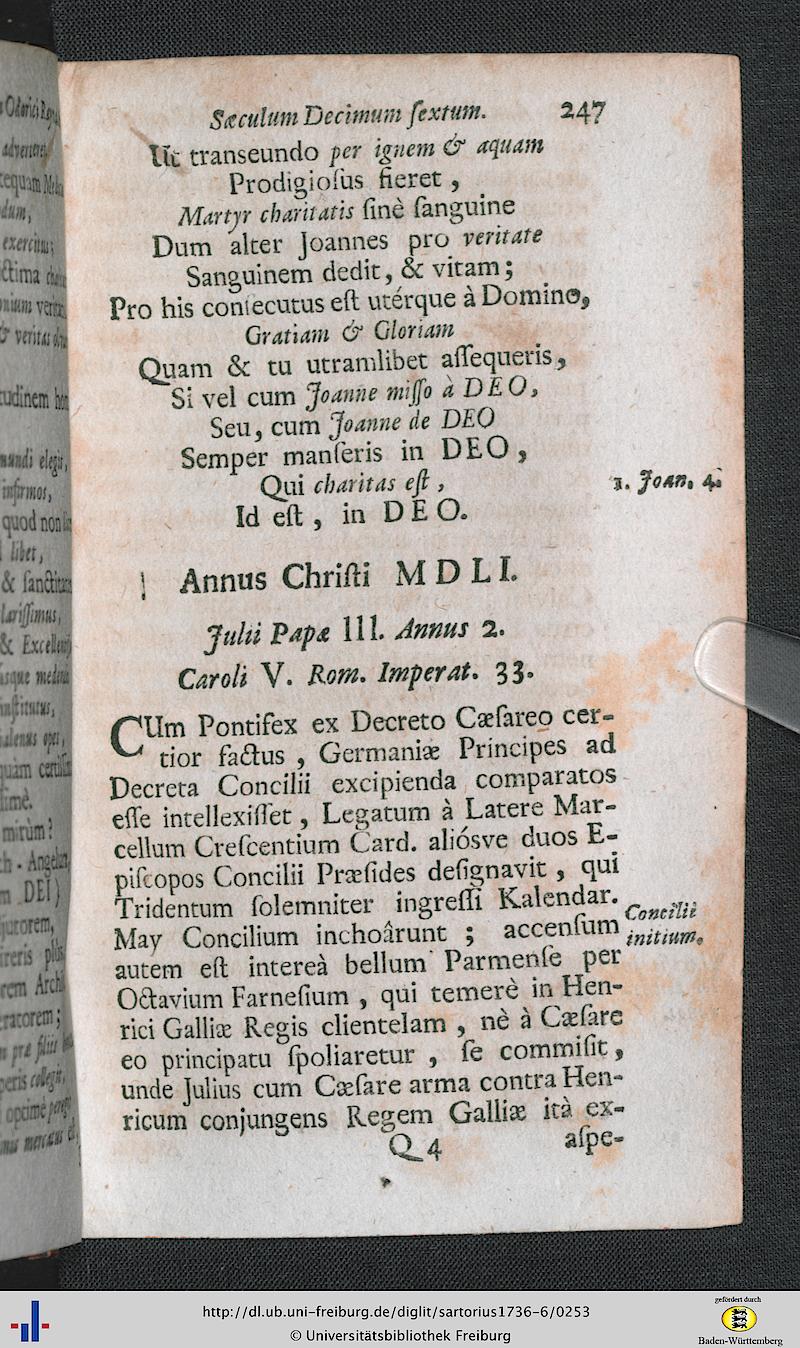 Sæculum Decimum ſextum. 247
Ut transeundo per ignem & aquam
Prodigioſus fieret,
Martyr charitatis ſinè ſanguine
Dum alter Joannes pro veritate
Sanguinem dedit, & vitam;
Pro his conſecutus eſt utérque à Domino,
Gratiam & Gloriam
Quam & tu utramlibet aſſequeris,
Si vel cum Joanne miſſo à DEO,
Seu, cum Joanne de DEO
Semper manſeris in DEO,
Qui charitas eſt,
1. Joan. 4.
Id eſt, in DEO.
Annus Chriſti MDLI.
Julii Papæ III. Annus 2.
Caroli V. Rom. Imperat. 33.
CUm Pontifex ex Decreto Cæſareo cer-
tior factus, Germaniæ Principes ad
Decreta Concilii excipienda comparatos
eſſe intellexiſſet, Legatum à Latere Mar-
cellum Creſcentium Card. aliósve duos E-
piſcopos Concilii Præſides deſignavit, qui
Tridentum ſolemniter ingreſſi Kalendar.
May Concilium inchoârunt; accenſum
Concilii
initium.
autem eſt intereà bellum Parmenſe per
Octavium Farneſium, qui temerè in Hen-
rici Galliæ Regis clientelam, nè à Cæſare
eo principatu ſpoliaretur, ſe commiſit,
unde Julius cum Cæſare arma contra Hen-
ricum conjungens Regem Galliæ ità ex-
Q 4 aſpe-
http://dl.ub.uni-freiburg.de/diglit/sartorius1736-6/0253
© Universitätsbibliothek Freiburg
gefördert durch
Baden-Württemberg